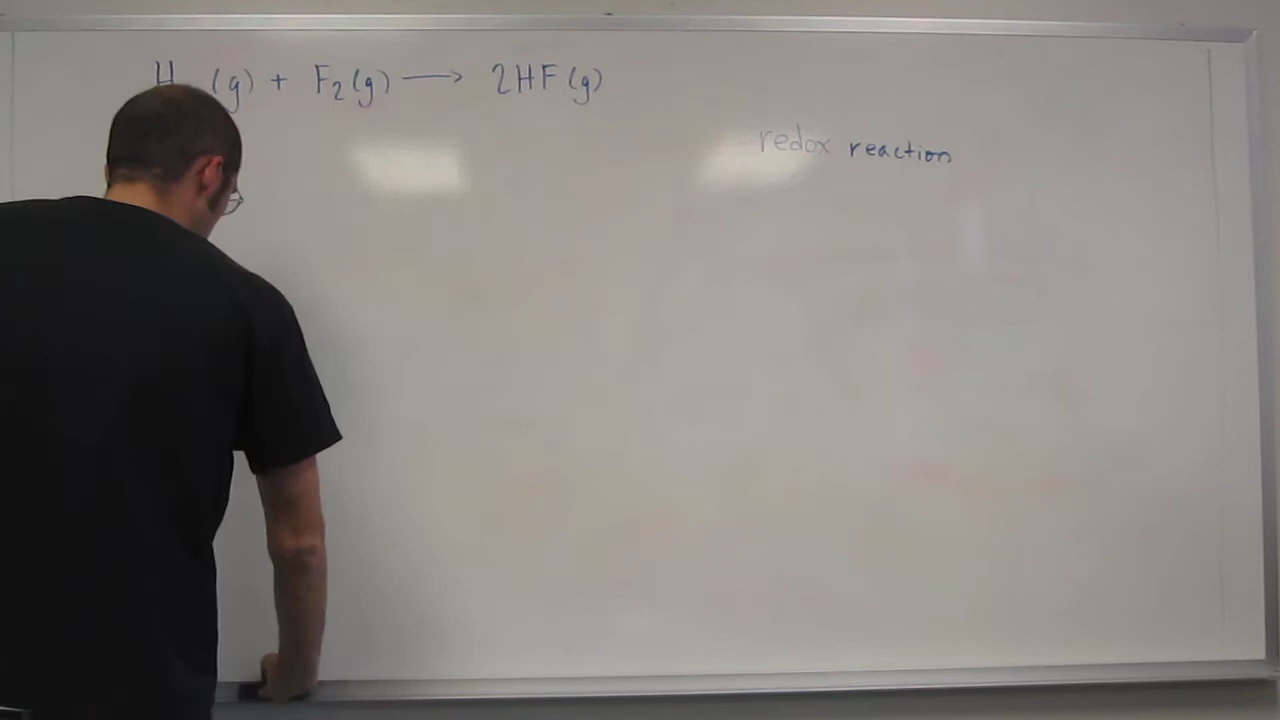 H (g) + F₂(g) ⟶ 2HF(g)
redox reaction